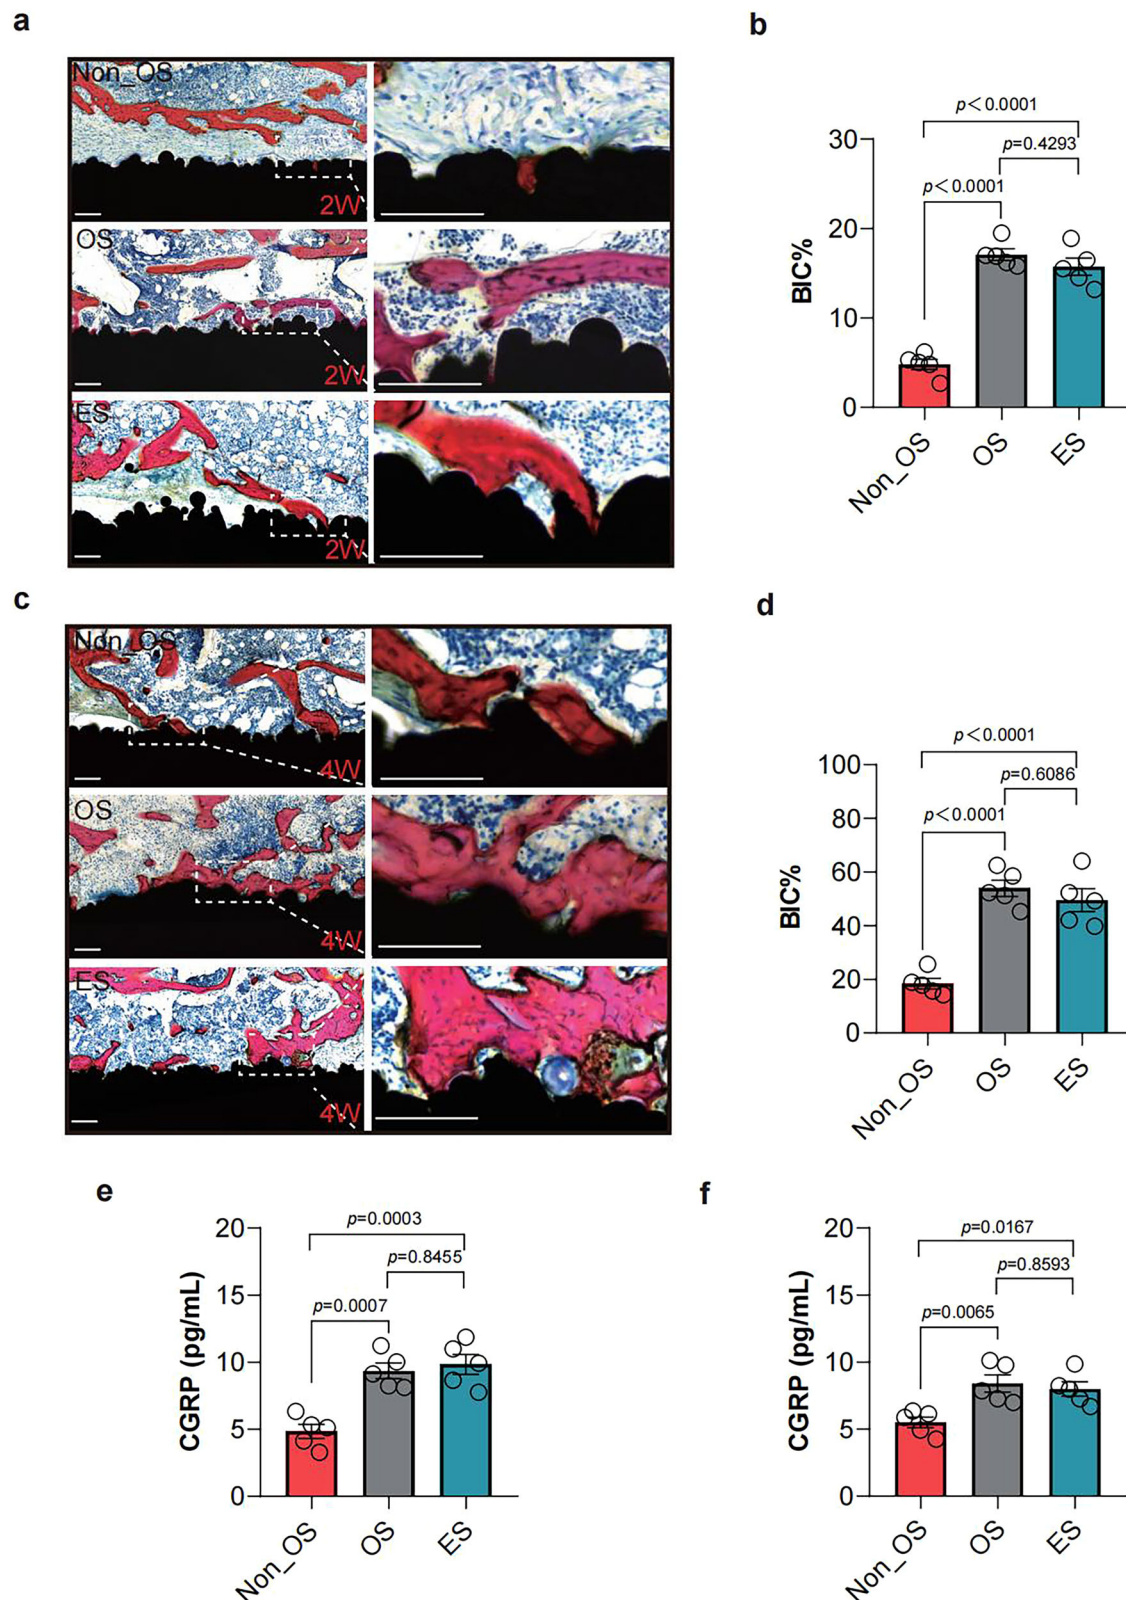 a
Non_OS
2W
OS
2W
ES
2W
b
p<0.0001
p=0.4293
p<0.0001
30
20
10
0
BIC%
Non_OS
OS
ES
c
Non_OS
4W
OS
4W
ES
4W
d
p<0.0001
p=0.6086
p<0.0001
100
80
60
40
20
0
BIC%
Non_OS
OS
ES
e
p=0.0003
p=0.8455
p=0.0007
20
15
10
5
0
CGRP (pg/mL)
Non_OS
OS
ES
f
p=0.0167
p=0.8593
p=0.0065
20
15
10
5
0
CGRP (pg/mL)
Non_OS
OS
ES